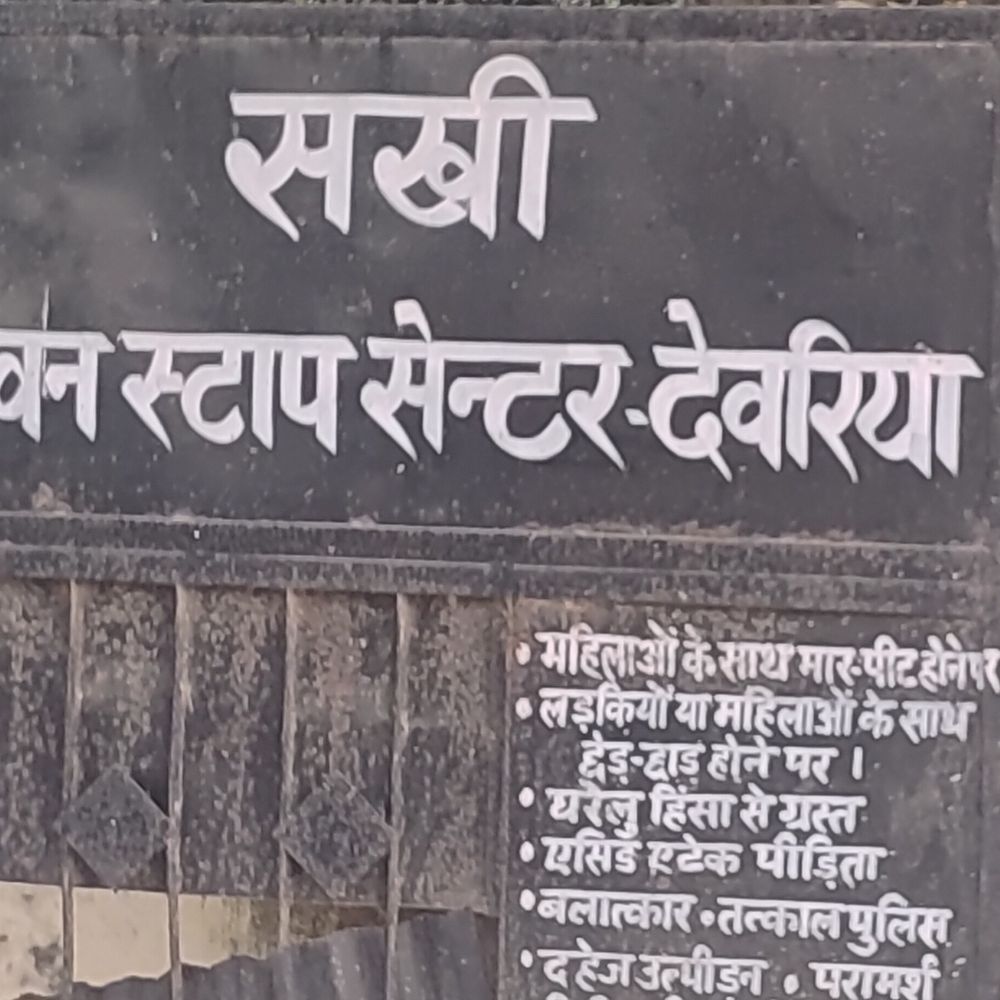 सखी
वन स्टाप सेन्टर-देवरिया
• महिलाओं के साथ मार-पीट होने पर
• लड़कियों या महिलाओं के साथ
छेड़-छाड़ होने पर ।
• घरेलु हिंसा से ग्रस्त
• एसिड एटेक पीड़िता
• बलात्कार • तत्काल पुलिस
• दहेज उत्पीडन • परामर्श